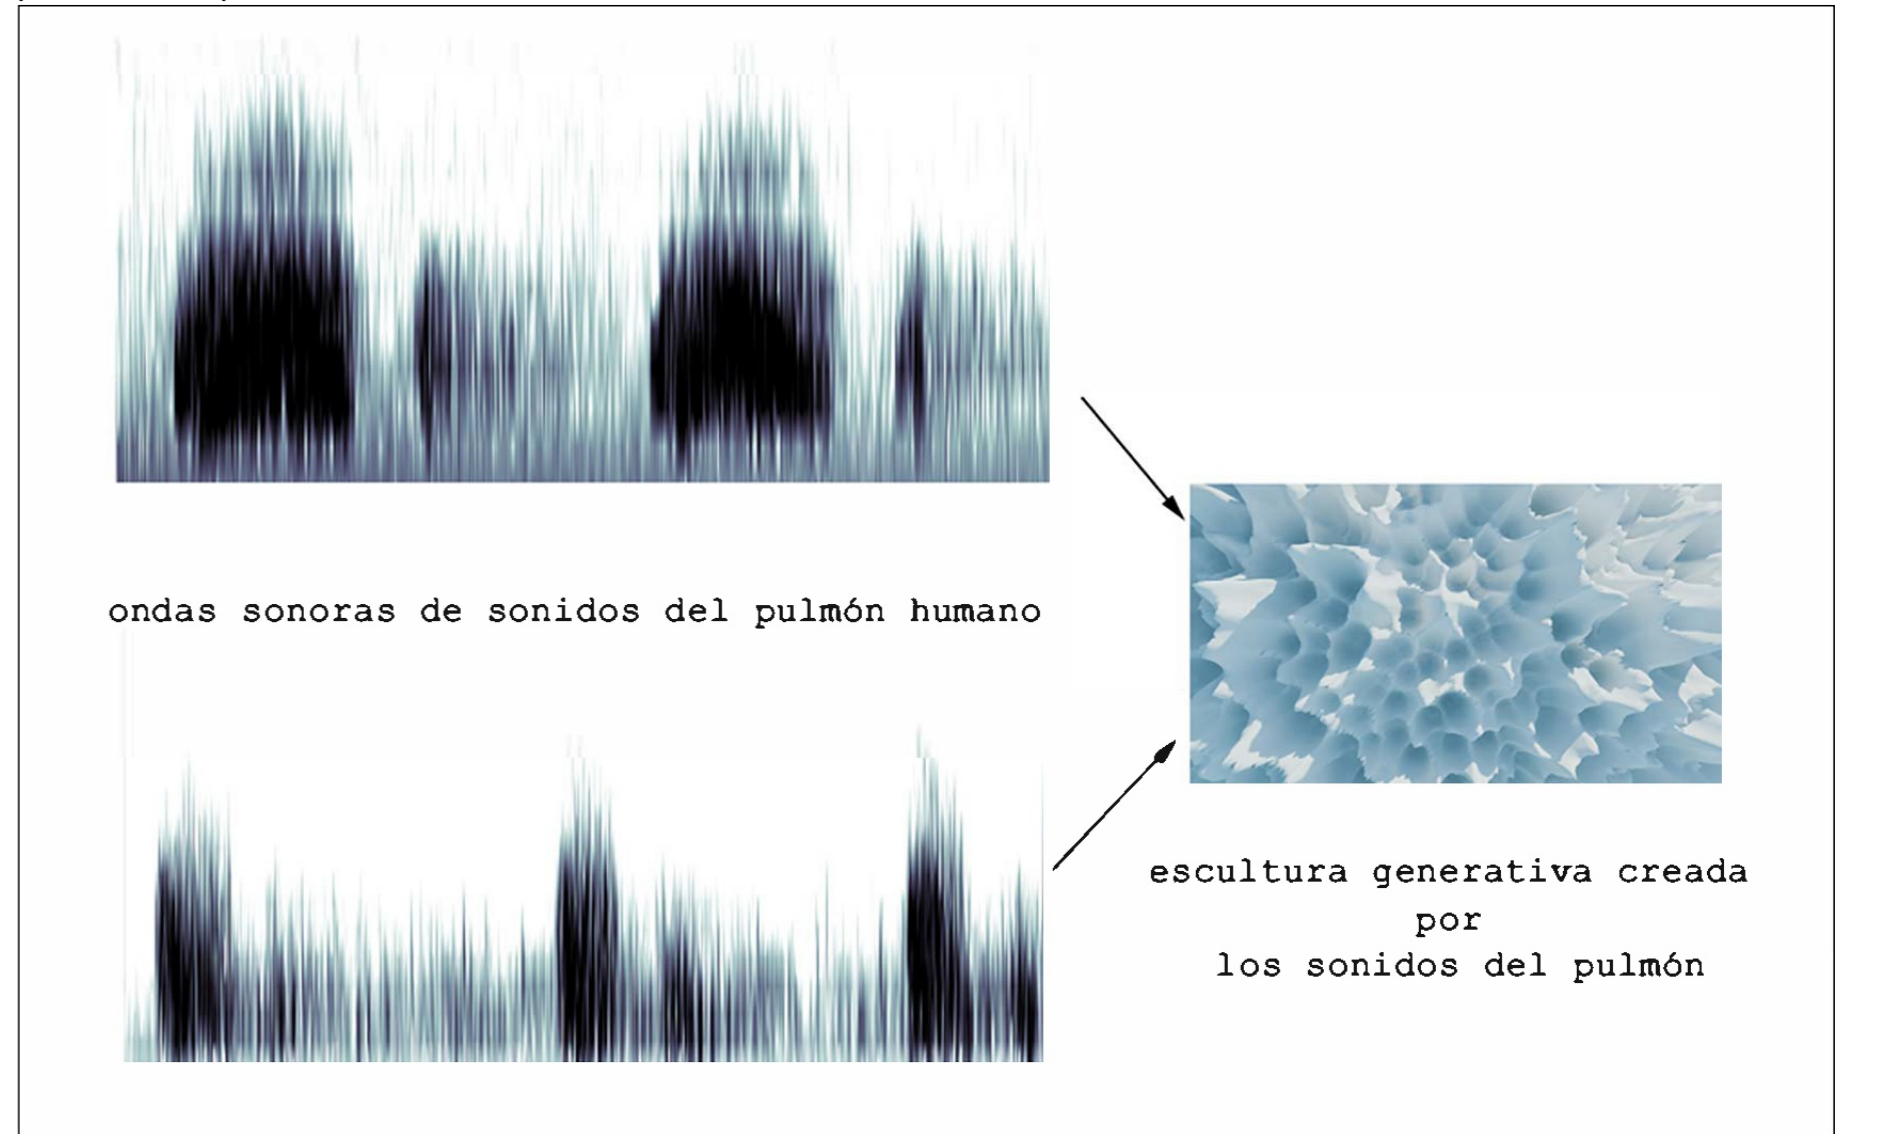 ondas sonoras de sonidos del pulmón humano
escultura generativa creada
por
los sonidos del pulmón